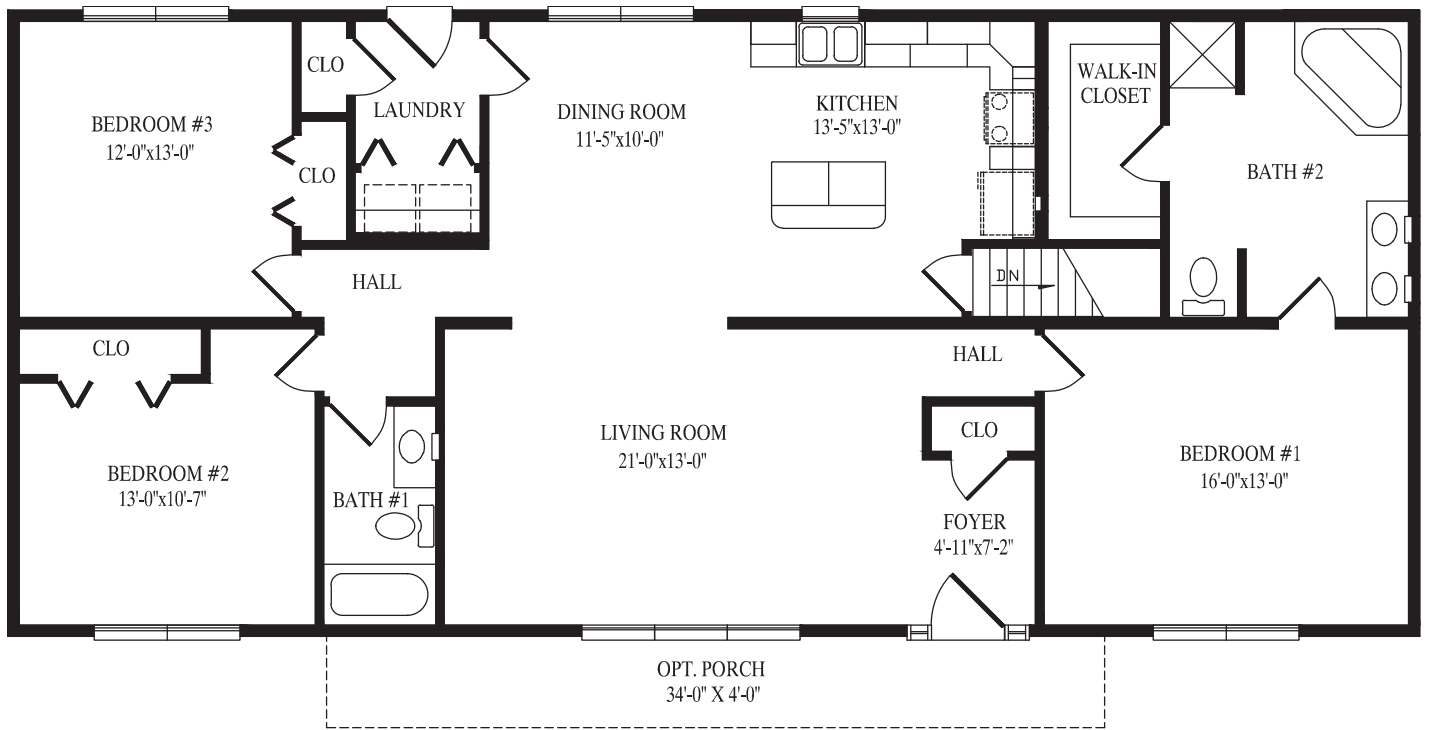 CLO
WALK-IN
CLOSET
LAUNDRY
DINING ROOM
11'-5"x10'-0"
KITCHEN
13'-5"x13'-0"
BEDROOM #3
12'-0"x13'-0"
CLO
BATH #2
HALL
DN
CLO
HALL
LIVING ROOM
21'-0"x13'-0"
CLO
BEDROOM #1
16'-0"x13'-0"
BEDROOM #2
13'-0"x10'-7"
BATH #1
FOYER
4'-11"x7'-2"
OPT. PORCH
34'-0" X 4'-0"